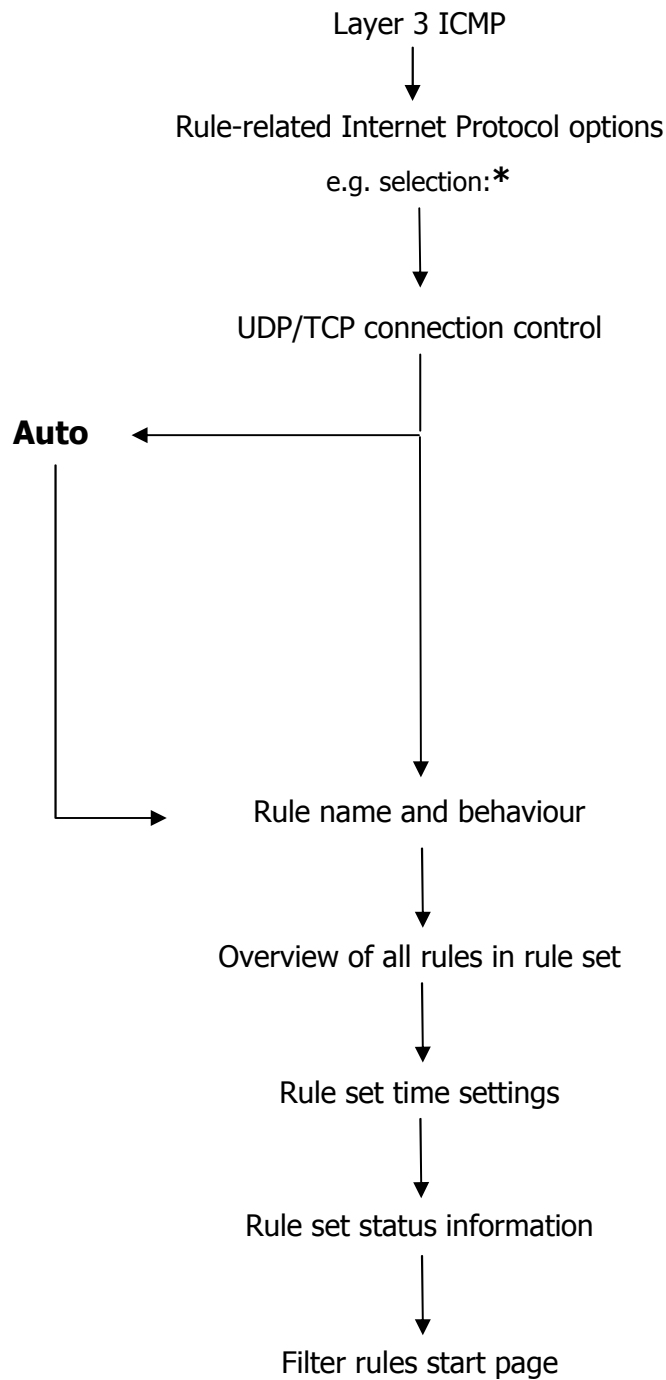 Layer 3 ICMP
Rule-related Internet Protocol options
e.g. selection:*
UDP/TCP connection control
Auto
Rule name and behaviour
Overview of all rules in rule set
Rule set time settings
Rule set status information
Filter rules start page